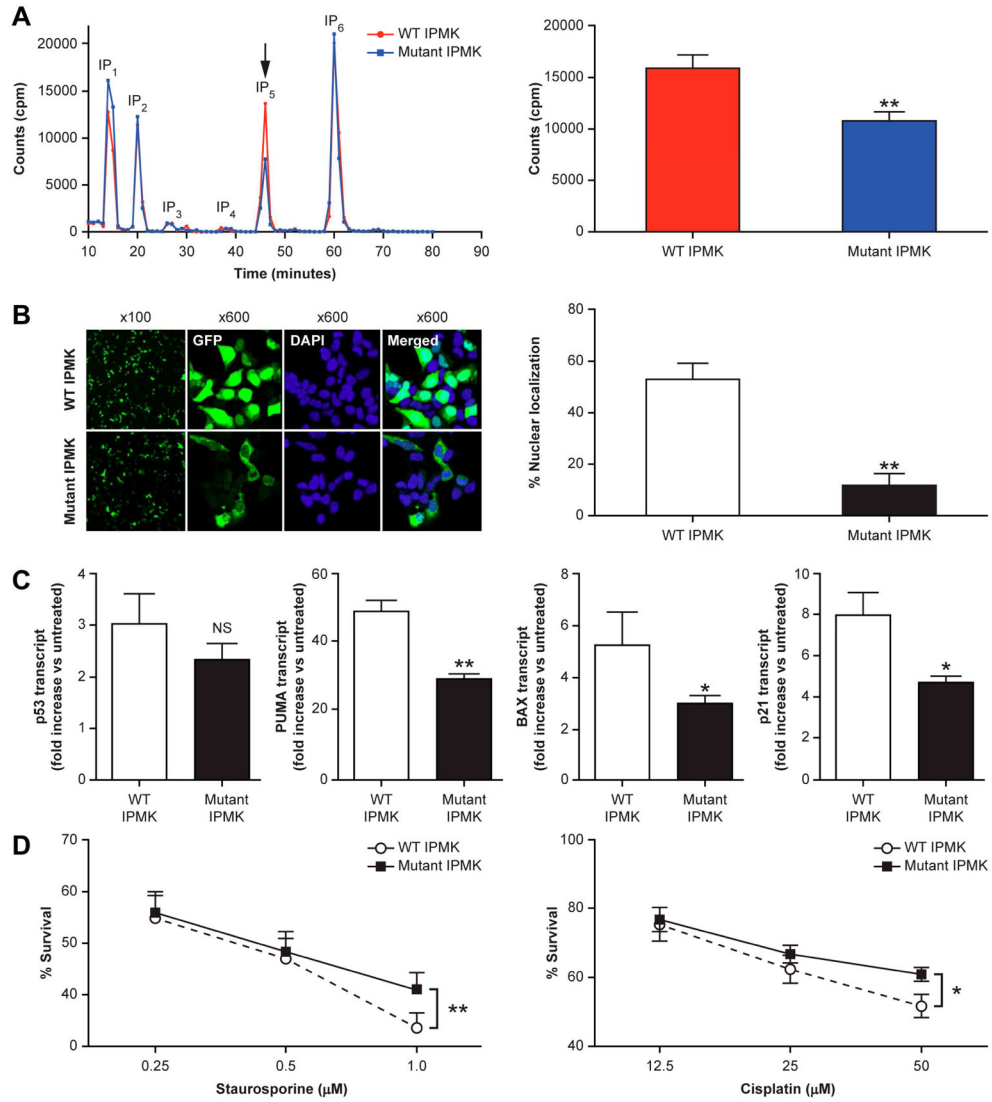 A
WT IPMK
Mutant IPMK
Counts (cpm)
20000
15000
10000
5000
0
IP1
IP2
IP3
IP4
IP5
IP6
10 20 30 40 50 60 70 80 90
Time (minutes)
Counts (cpm)
20000
15000
10000
5000
0
**
WT IPMK Mutant IPMK
B
x100 x600 x600 x600
GFP DAPI Merged
WT IPMK
Mutant IPMK
% Nuclear localization
80
60
40
20
0
**
WT IPMK Mutant IPMK
C
p53 transcript
(fold increase vs untreated)
4
3
2
1
0
NS
WT IPMK
Mutant IPMK
PUMA transcript
(fold increase vs untreated)
60
40
20
0
**
WT IPMK
Mutant IPMK
BAX transcript
(fold increase vs untreated)
8
6
4
2
0
*
WT IPMK
Mutant IPMK
p21 transcript
(fold increase vs untreated)
10
8
6
4
2
0
*
WT IPMK
Mutant IPMK
D
WT IPMK
Mutant IPMK
% Survival
70
60
50
40
0
**
0.25 0.5 1.0
Staurosporine (μM)
WT IPMK
Mutant IPMK
% Survival
100
80
60
40
*
12.5 25 50
Cisplatin (μM)